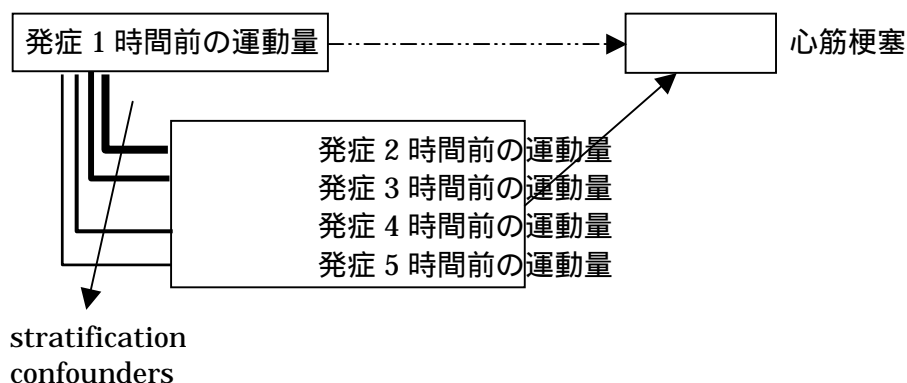 発症 1 時間前の運動量
心筋梗塞
発症 2 時間前の運動量
発症 3 時間前の運動量
発症 4 時間前の運動量
発症 5 時間前の運動量
stratification
confounders